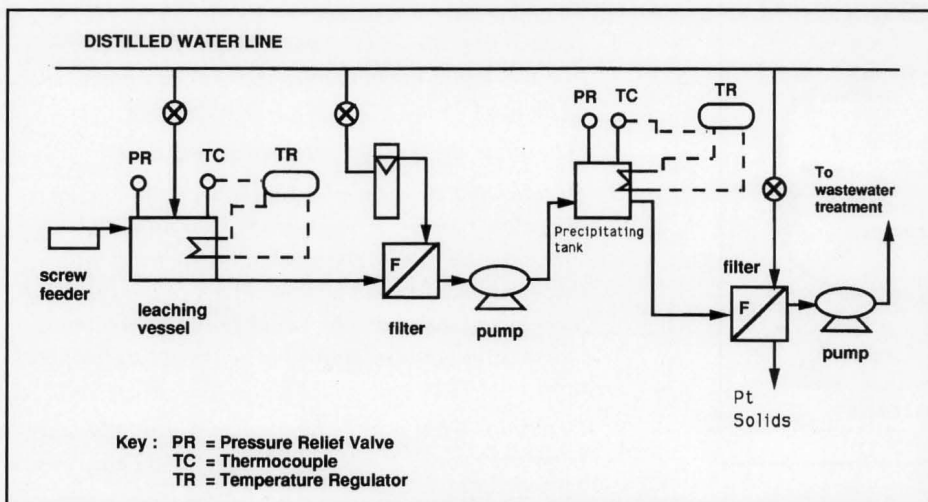 DISTILLED WATER LINE
PR TC TR
PR TC TR
To
wastewater
treatment
screw
feeder
leaching
vessel
F
filter
pump
Precipitating
tank
filter
F
pump
Pt
Solids
Key : PR = Pressure Relief Valve
TC = Thermocouple
TR = Temperature Regulator